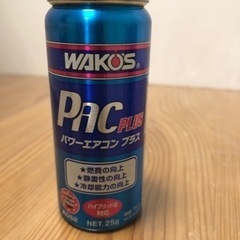 WAKO'S
PAC PLUS
パワーエアコン プラス
★燃費の向上
★静粛性の向上
★冷却能力の向上
ハイブリッド車
対応
NET.25g